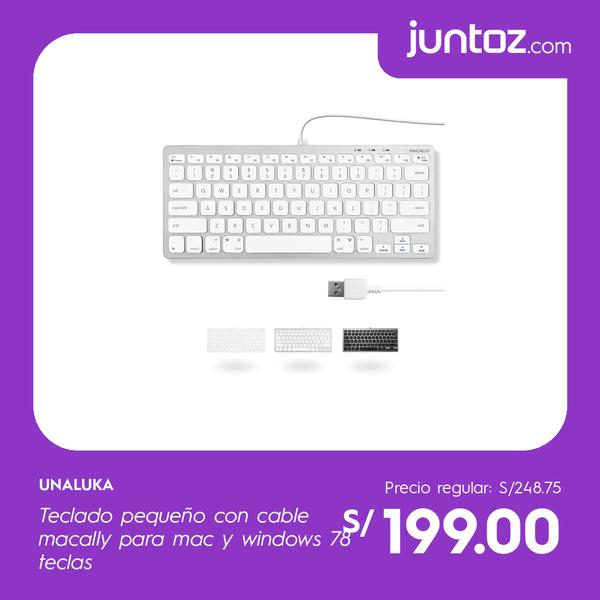 juntoz.com
MACALLY
Q W E R T Y U I O P
A S D F G H J K L
Z X C V B N M
UNALUKA
Precio regular: S/248.75
Teclado pequeño con cable
macally para mac y windows 78
teclas
S/199.00